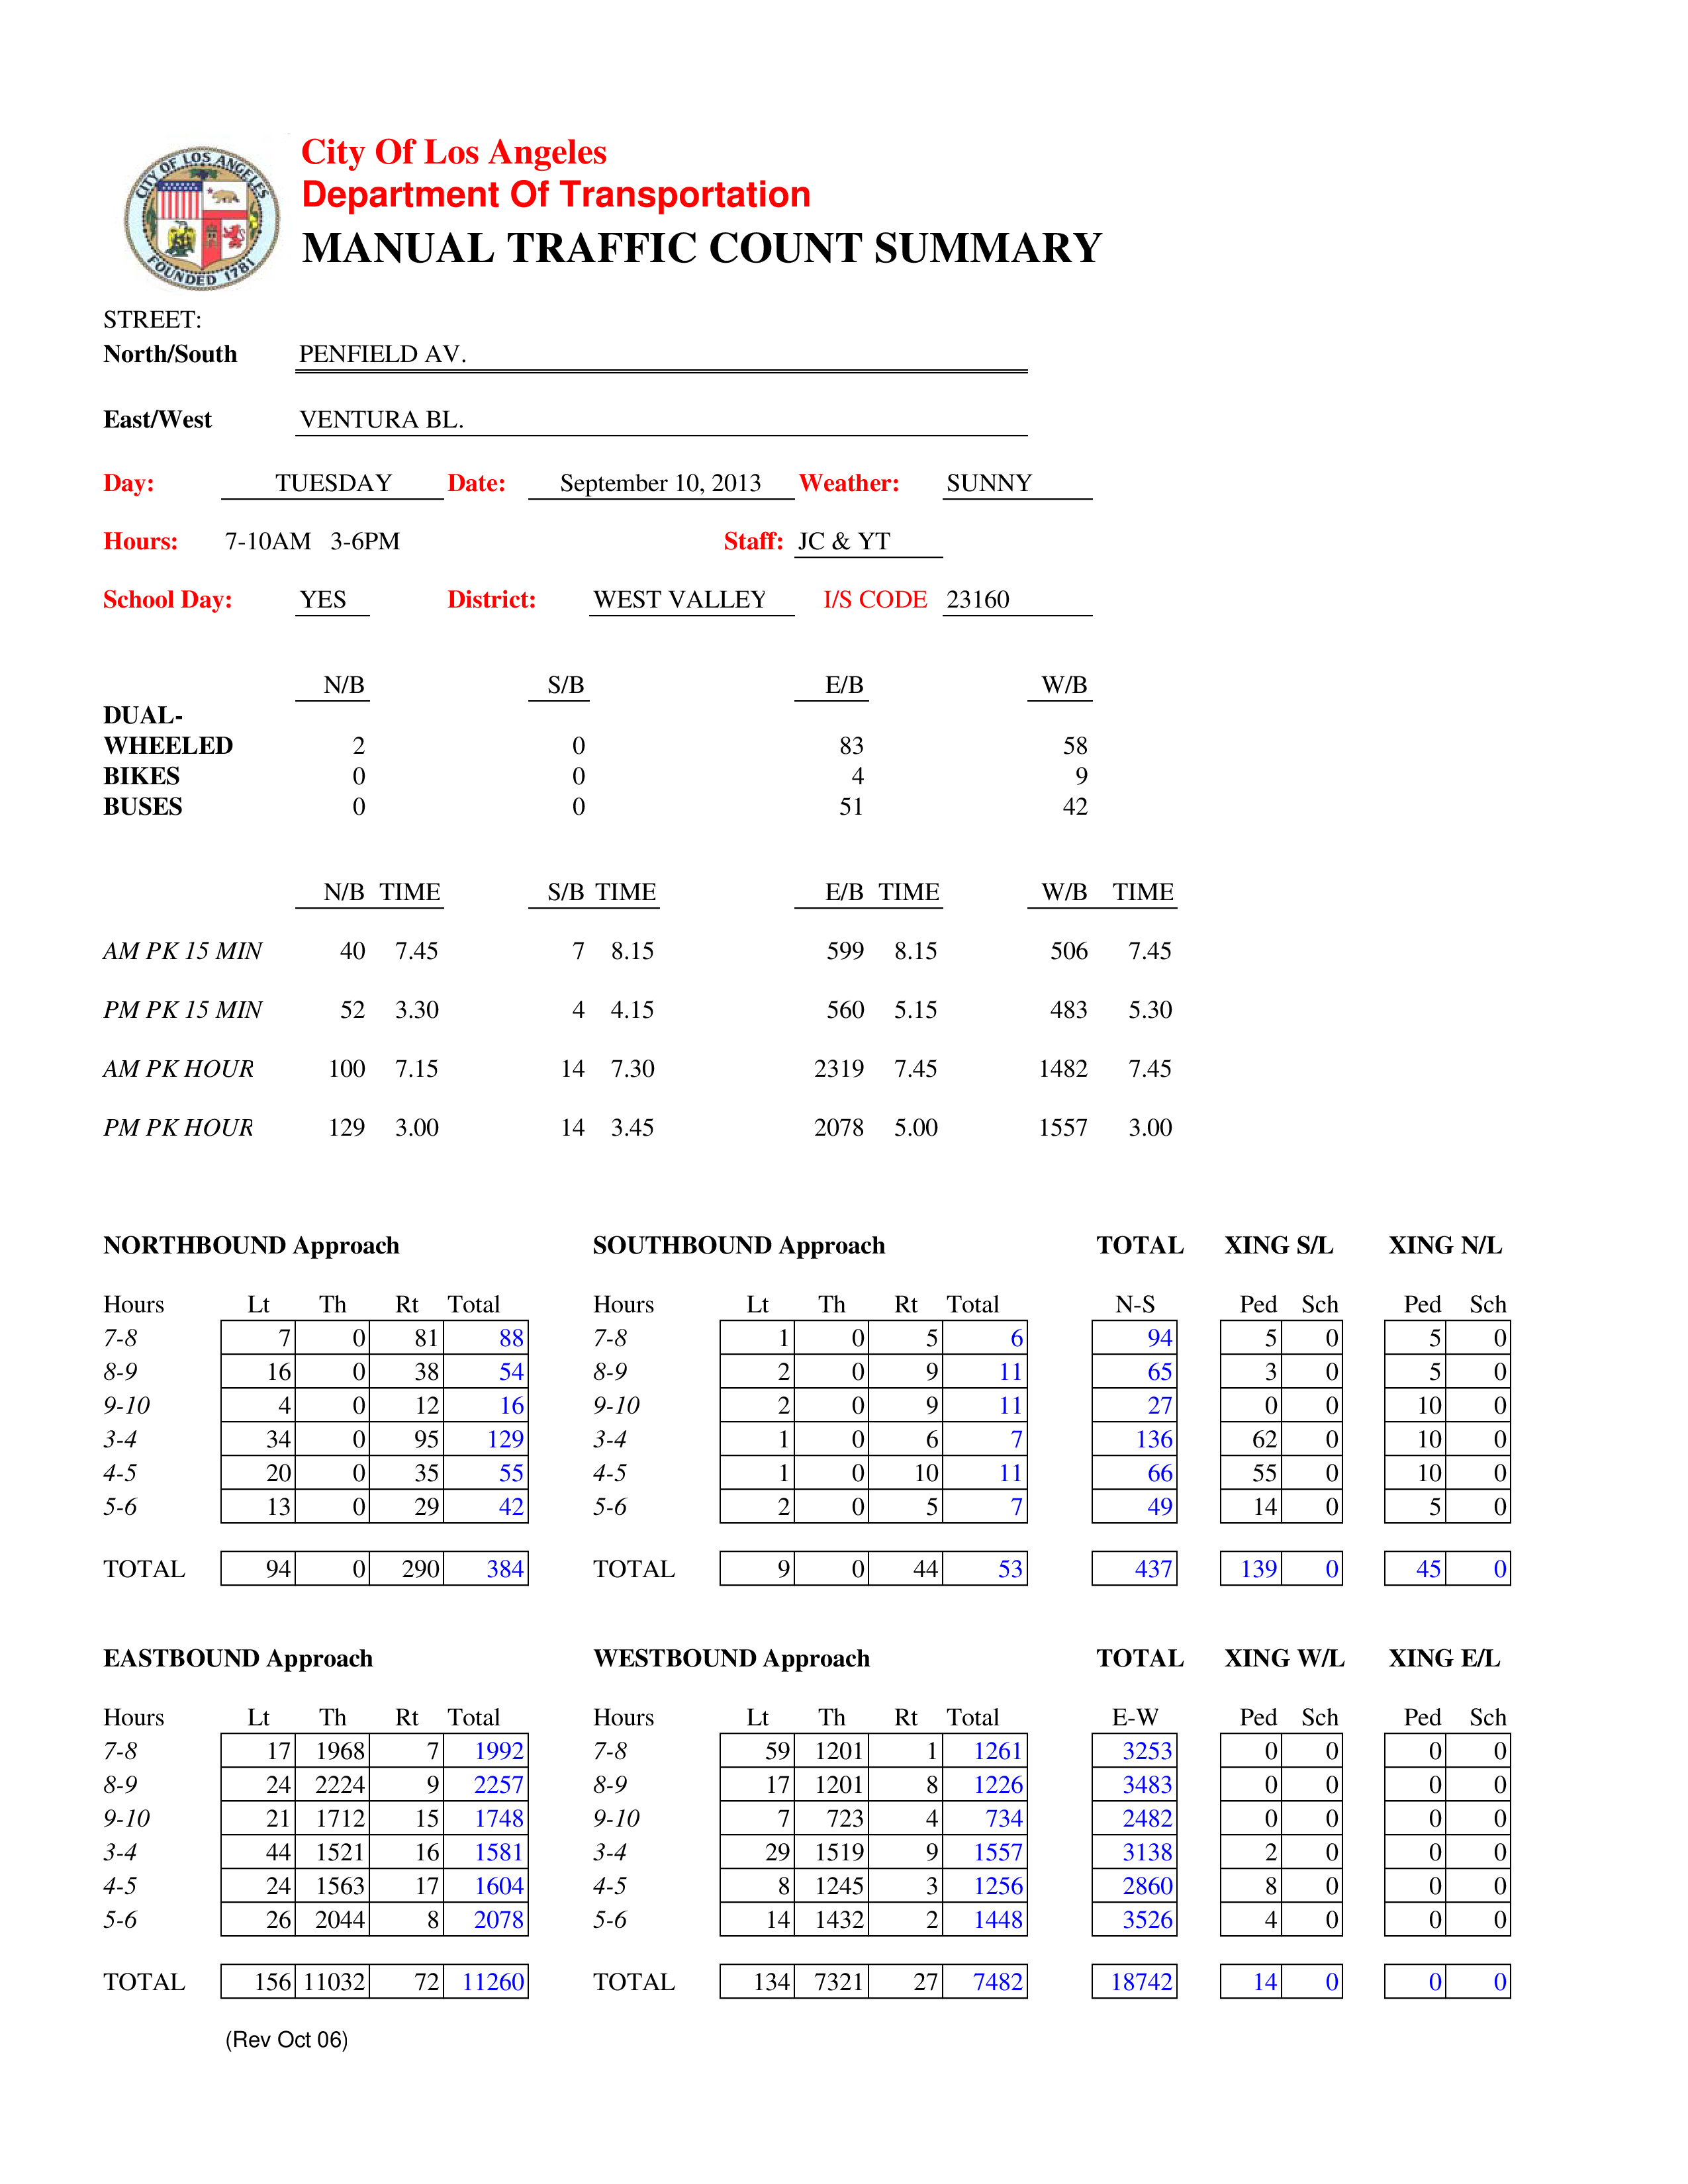 CITY OF LOS ANGELES
FOUNDED 1781
City Of Los Angeles
Department Of Transportation
MANUAL TRAFFIC COUNT SUMMARY
STREET:
North/South PENFIELD AV.
East/West VENTURA BL.
Day: TUESDAY Date: September 10, 2013 Weather: SUNNY
Hours: 7-10AM 3-6PM Staff: JC & YT
School Day: YES District: WEST VALLEY I/S CODE 23160
N/B S/B E/B W/B
DUAL-
WHEELED 2 0 83 58
BIKES 0 0 4 9
BUSES 0 0 51 42
N/B TIME S/B TIME E/B TIME W/B TIME
AM PK 15 MIN 40 7.45 7 8.15 599 8.15 506 7.45
PM PK 15 MIN 52 3.30 4 4.15 560 5.15 483 5.30
AM PK HOUR 100 7.15 14 7.30 2319 7.45 1482 7.45
PM PK HOUR 129 3.00 14 3.45 2078 5.00 1557 3.00
NORTHBOUND Approach SOUTHBOUND Approach TOTAL XING S/L XING N/L
Hours Lt Th Rt Total Hours Lt Th Rt Total N-S Ped Sch Ped Sch
7-8 7 0 81 88 7-8 1 0 5 6 94 5 0 5 0
8-9 16 0 38 54 8-9 2 0 9 11 65 3 0 5 0
9-10 4 0 12 16 9-10 2 0 9 11 27 0 0 10 0
3-4 34 0 95 129 3-4 1 0 6 7 136 62 0 10 0
4-5 20 0 35 55 4-5 1 0 10 11 66 55 0 10 0
5-6 13 0 29 42 5-6 2 0 5 7 49 14 0 5 0
TOTAL 94 0 290 384 TOTAL 9 0 44 53 437 139 0 45 0
EASTBOUND Approach WESTBOUND Approach TOTAL XING W/L XING E/L
Hours Lt Th Rt Total Hours Lt Th Rt Total E-W Ped Sch Ped Sch
7-8 17 1968 7 1992 7-8 59 1201 1 1261 3253 0 0 0 0
8-9 24 2224 9 2257 8-9 17 1201 8 1226 3483 0 0 0 0
9-10 21 1712 15 1748 9-10 7 723 4 734 2482 0 0 0 0
3-4 44 1521 16 1581 3-4 29 1519 9 1557 3138 2 0 0 0
4-5 24 1563 17 1604 4-5 8 1245 3 1256 2860 8 0 0 0
5-6 26 2044 8 2078 5-6 14 1432 2 1448 3526 4 0 0 0
TOTAL 156 11032 72 11260 TOTAL 134 7321 27 7482 18742 14 0 0 0
(Rev Oct 06)